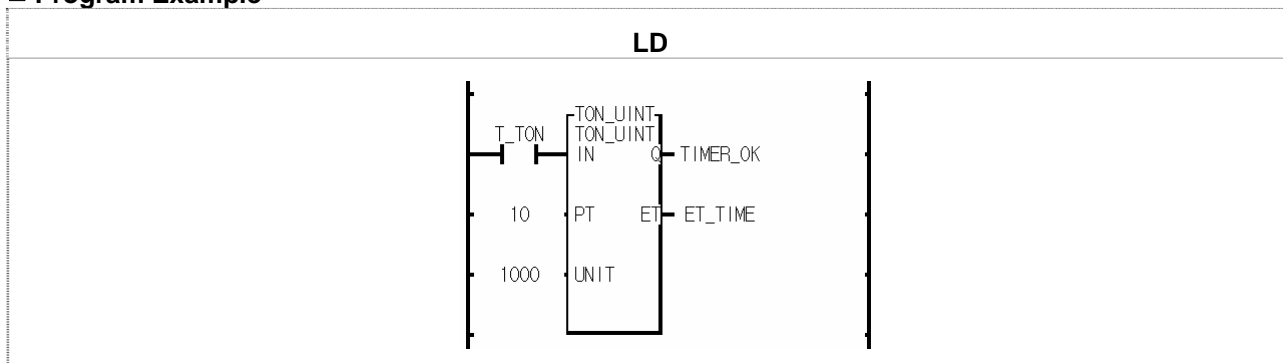 ■ Program Example
LD
TON_UINT
T_TON TON_UINT
IN Q TIMER_OK
10 PT ET ET_TIME
1000 UNIT